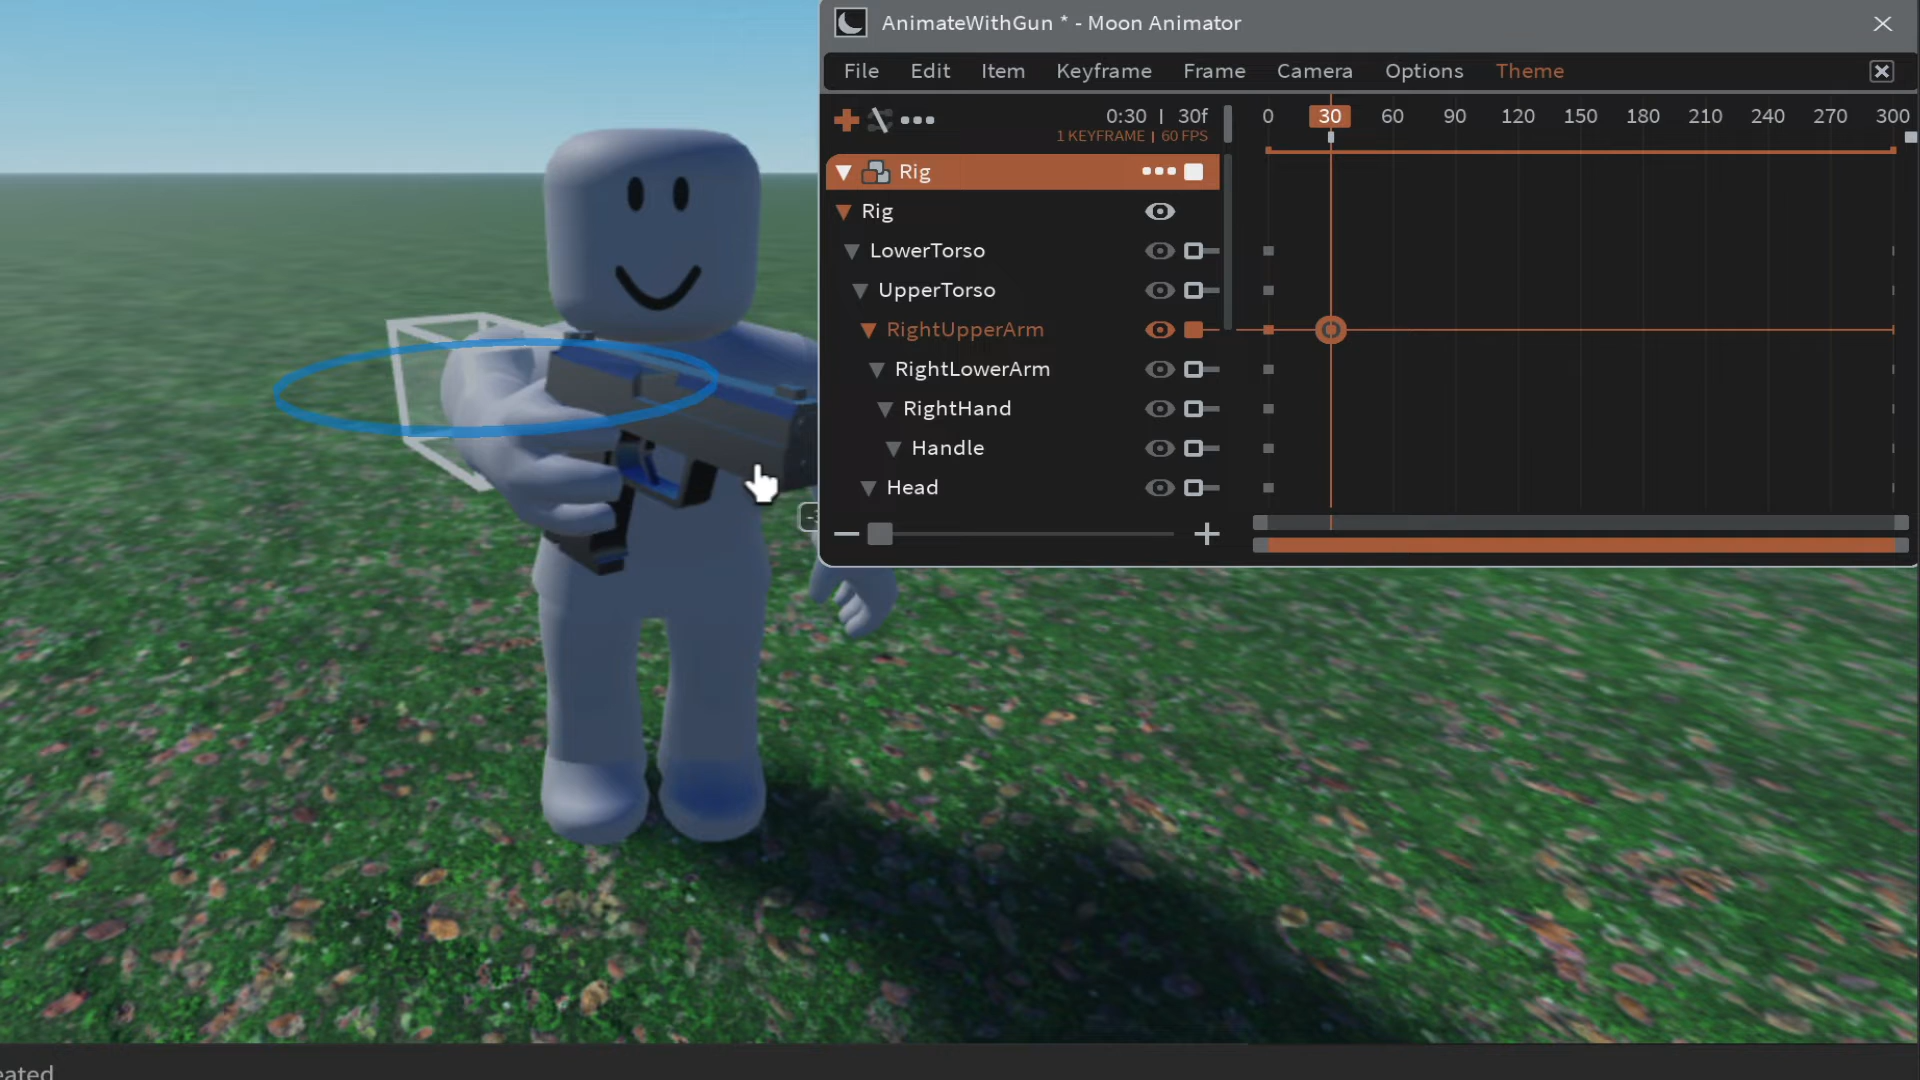 AnimateWithGun * - Moon Animator
File Edit Item Keyframe Frame Camera Options Theme
0:30 | 30f
1 KEYFRAME | 60 FPS
0 30 60 90 120 150 180 210 240 270 300
Rig
Rig
LowerTorso
UpperTorso
RightUpperArm
RightLowerArm
RightHand
Handle
Head
eated